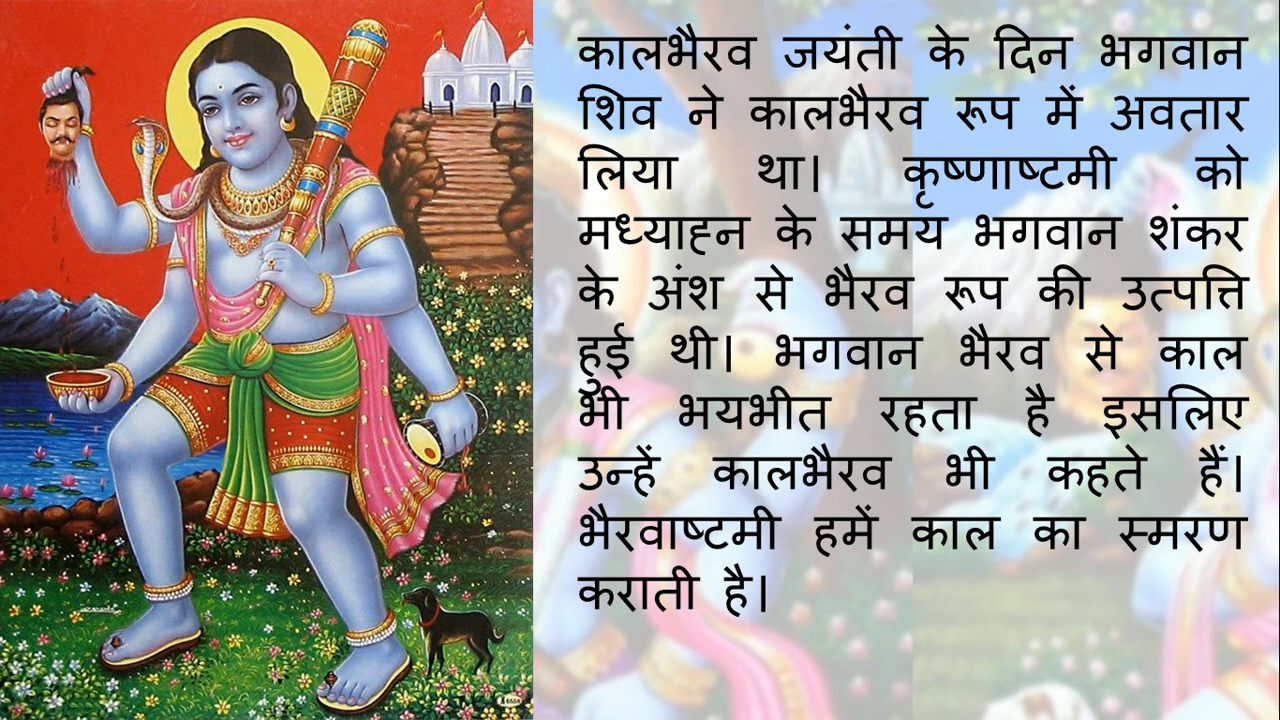 कालभैरव जयंती के दिन भगवान
शिव ने कालभैरव रूप में अवतार
लिया था। कृष्णाष्टमी को
मध्याह्न के समय भगवान शंकर
के अंश से भैरव रूप की उत्पत्ति
हुई थी। भगवान भैरव से काल
भी भयभीत रहता है इसलिए
उन्हें कालभैरव भी कहते हैं।
भैरवाष्टमी हमें काल का स्मरण
कराती है।